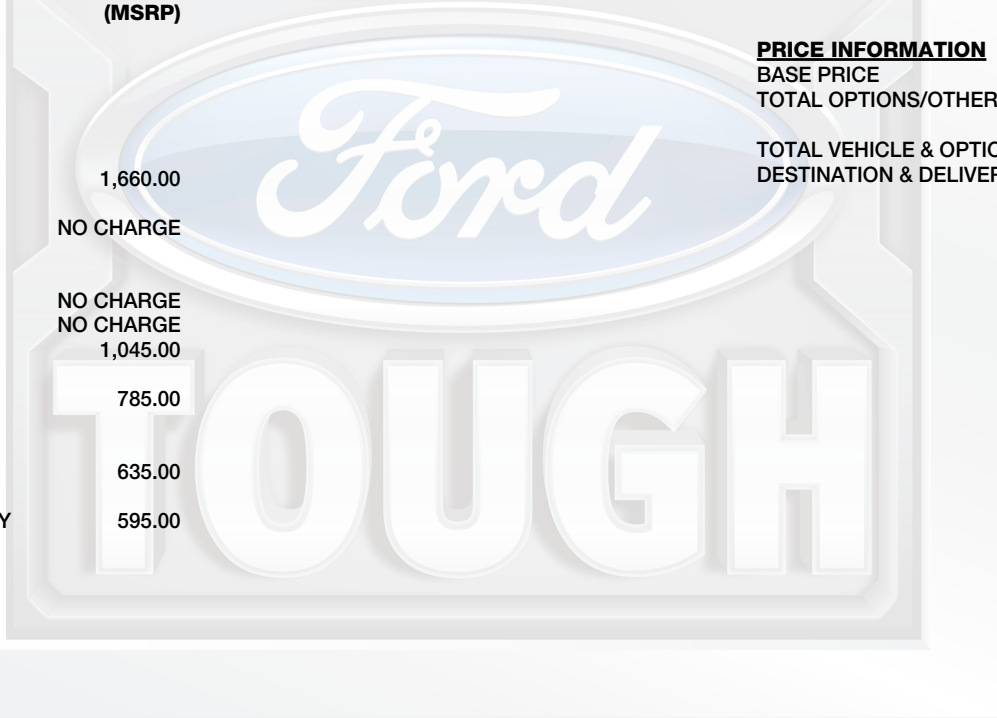 (MSRP)
1,660.00
NO CHARGE
NO CHARGE
NO CHARGE
1,045.00
785.00
635.00
Y 595.00
PRICE INFORMATION
BASE PRICE
TOTAL OPTIONS/OTHER
TOTAL VEHICLE & OPTIO
DESTINATION & DELIVER
Ford
TOUGH